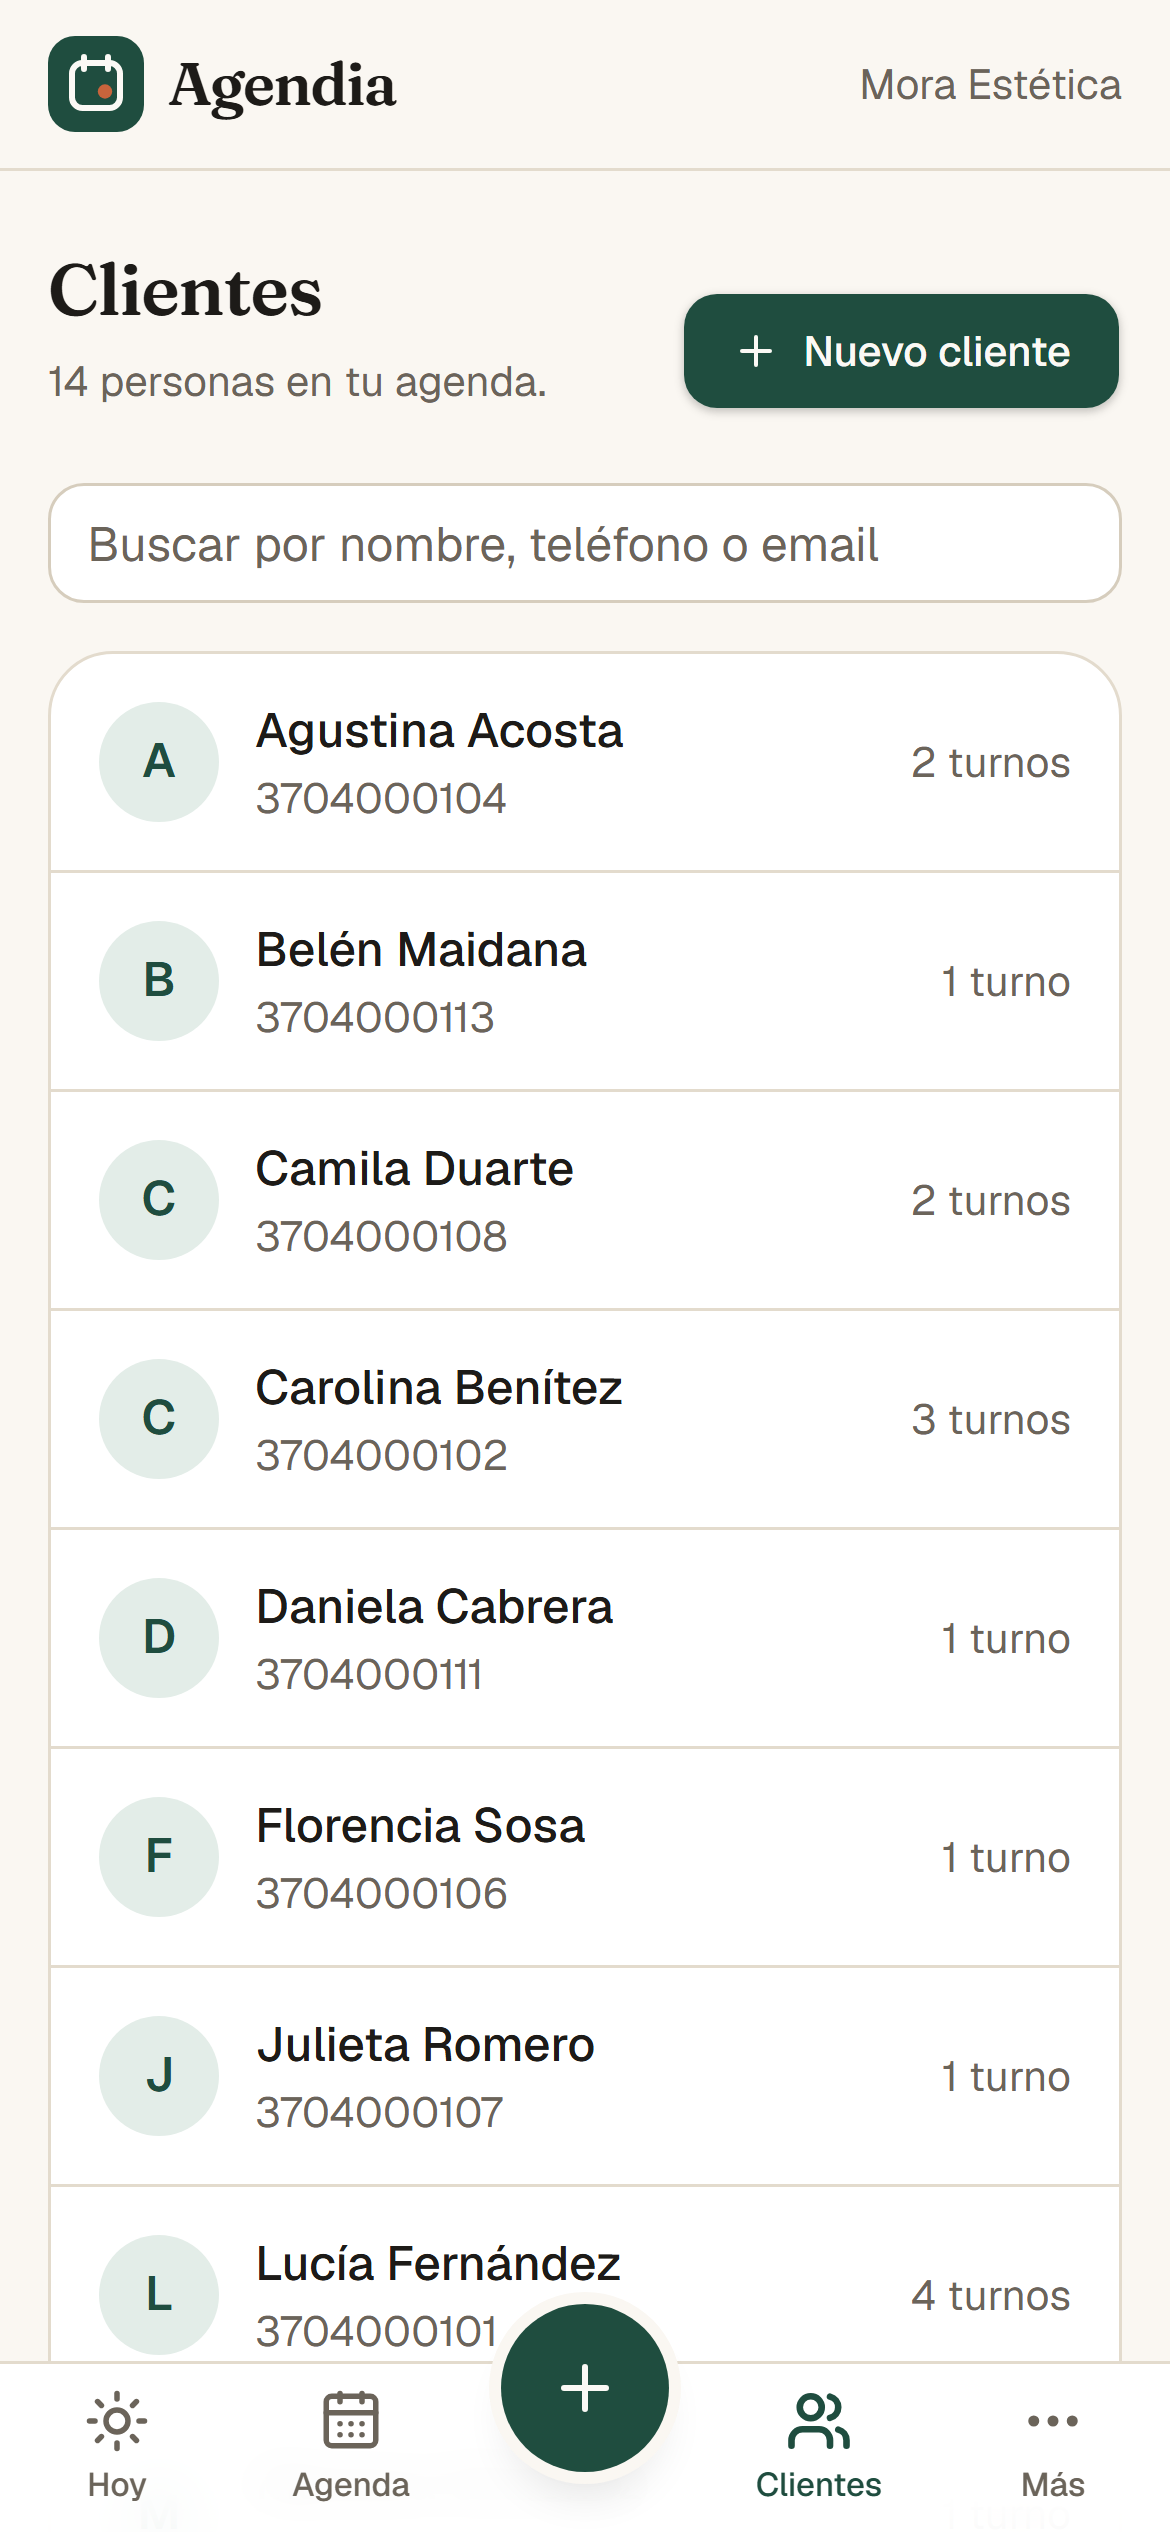 Agendia
Mora Estética
Clientes
14 personas en tu agenda.
Nuevo cliente
Buscar por nombre, teléfono o email
A
Agustina Acosta
3704000104
2 turnos
B
Belén Maidana
3704000113
1 turno
C
Camila Duarte
3704000108
2 turnos
C
Carolina Benítez
3704000102
3 turnos
D
Daniela Cabrera
3704000111
1 turno
F
Florencia Sosa
3704000106
1 turno
J
Julieta Romero
3704000107
1 turno
L
Lucía Fernández
3704000101
4 turnos
Hoy
Agenda
Clientes
Más